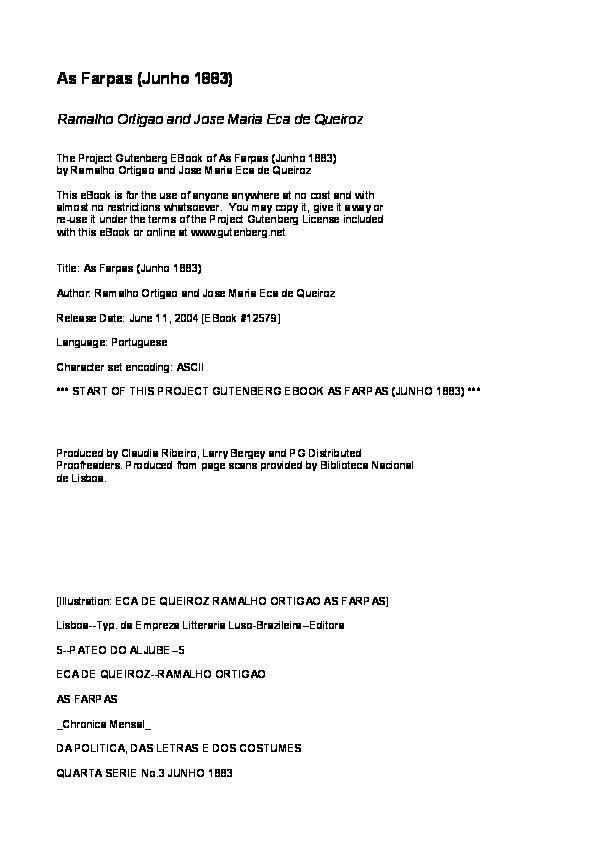 As Farpas (Junho 1883)
Ramalho Ortigao and Jose Maria Eca de Queiroz
The Project Gutenberg EBook of As Farpas (Junho 1883)
by Ramalho Ortigao and Jose Maria Eca de Queiroz
This eBook is for the use of anyone anywhere at no cost and with
almost no restrictions whatsoever.  You may copy it, give it away or
re-use it under the terms of the Project Gutenberg License included
with this eBook or online at www.gutenberg.net
Title: As Farpas (Junho 1883)
Author: Ramalho Ortigao and Jose Maria Eca de Queiroz
Release Date: June 11, 2004 [EBook #12579]
Language: Portuguese
Character set encoding: ASCII
*** START OF THIS PROJECT GUTENBERG EBOOK AS FARPAS (JUNHO 1883) ***
Produced by Claudia Ribeiro, Larry Bergey and PG Distributed
Proofreaders. Produced from page scans provided by Biblioteca Nacional
de Lisboa.
[Illustration: ECA DE QUEIROZ RAMALHO ORTIGAO AS FARPAS]
Lisboa--Typ. da Empreza Litteraria Luso-Brazileira--Editora
5--PATEO DO ALJUBE--5
ECA DE QUEIROZ--RAMALHO ORTIGAO
AS FARPAS
_Chronica Mensal_
DA POLITICA, DAS LETRAS E DOS COSTUMES
QUARTA SERIE No.3 JUNHO 1883